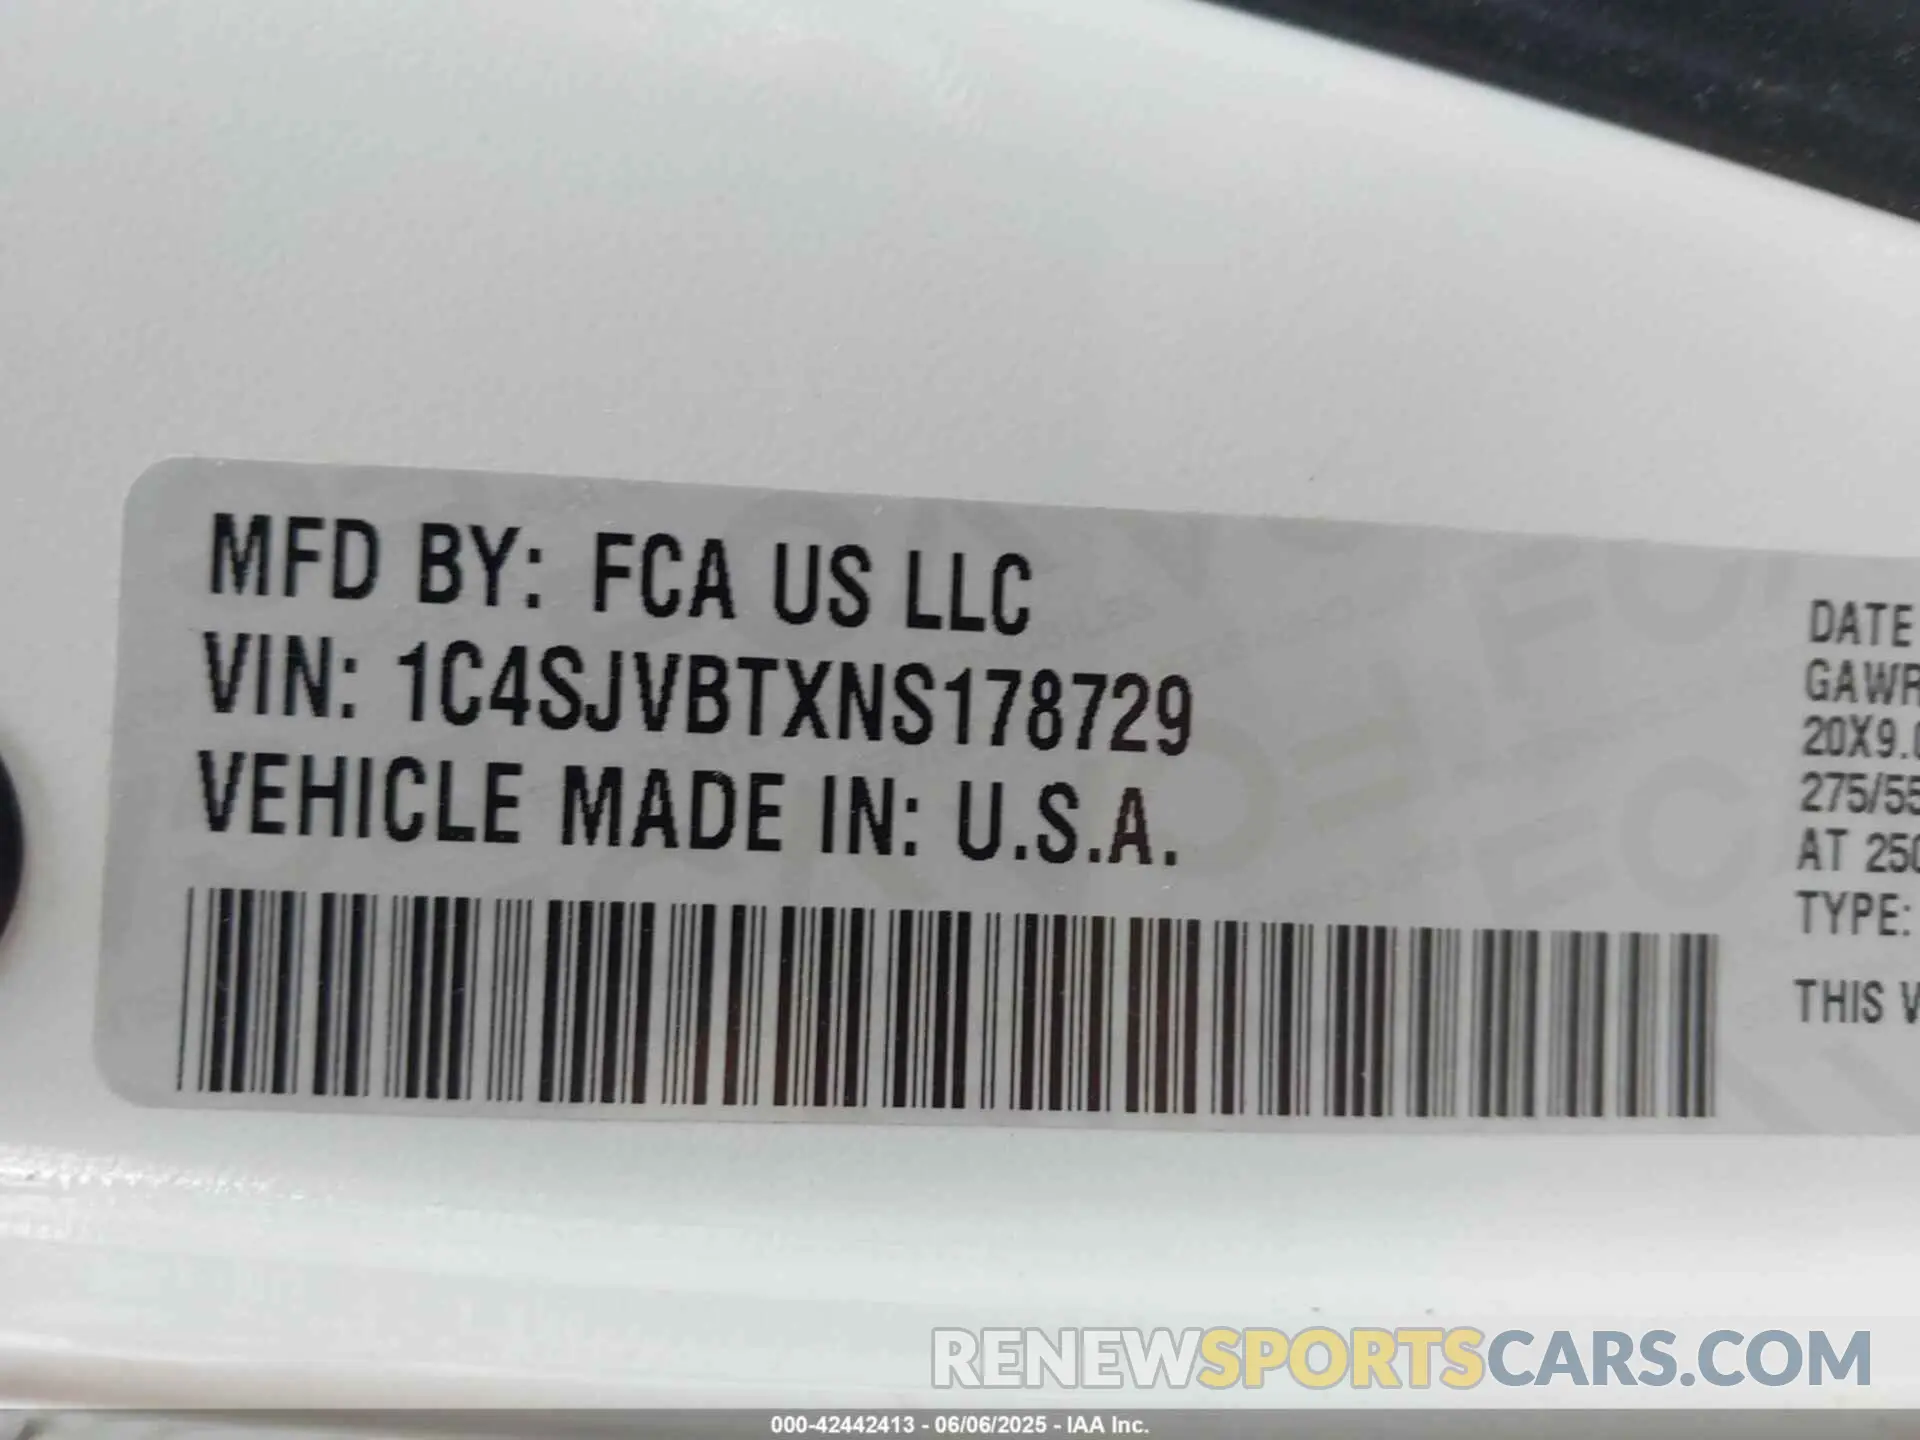 MFD BY: FCA US LLC
VIN: 1C4SJVBTXNS178729
VEHICLE MADE IN: U.S.A.
DATE
GAWR
20X9.0
275/55
AT 250
TYPE:
THIS V
RENEWSPORTSCARS.COM
000-42442413 - 06/06/2025 - IAA Inc.